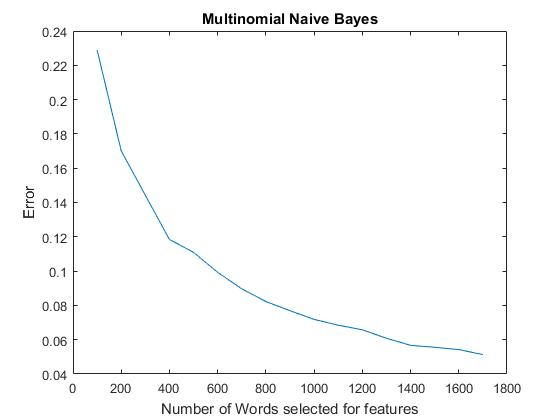 Multinomial Naive Bayes
0.24
0.22
0.2
0.18
0.16
0.14
0.12
0.1
0.08
0.06
0.04
Error
0 200 400 600 800 1000 1200 1400 1600 1800
Number of Words selected for features